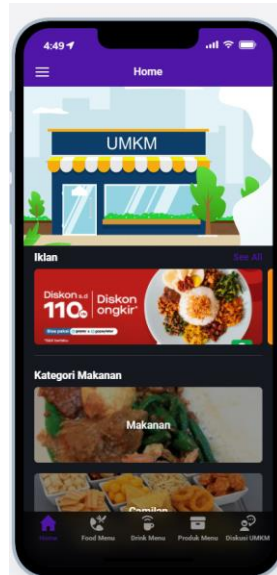 4:49
Home
UMKM
Iklan
See All
Diskon s.d
110
Diskon
ongkir*
Kategori Makanan
Makanan
Camilan
Home
Food Menu
Drink Menu
Produk Menu
Diskusi UMKM